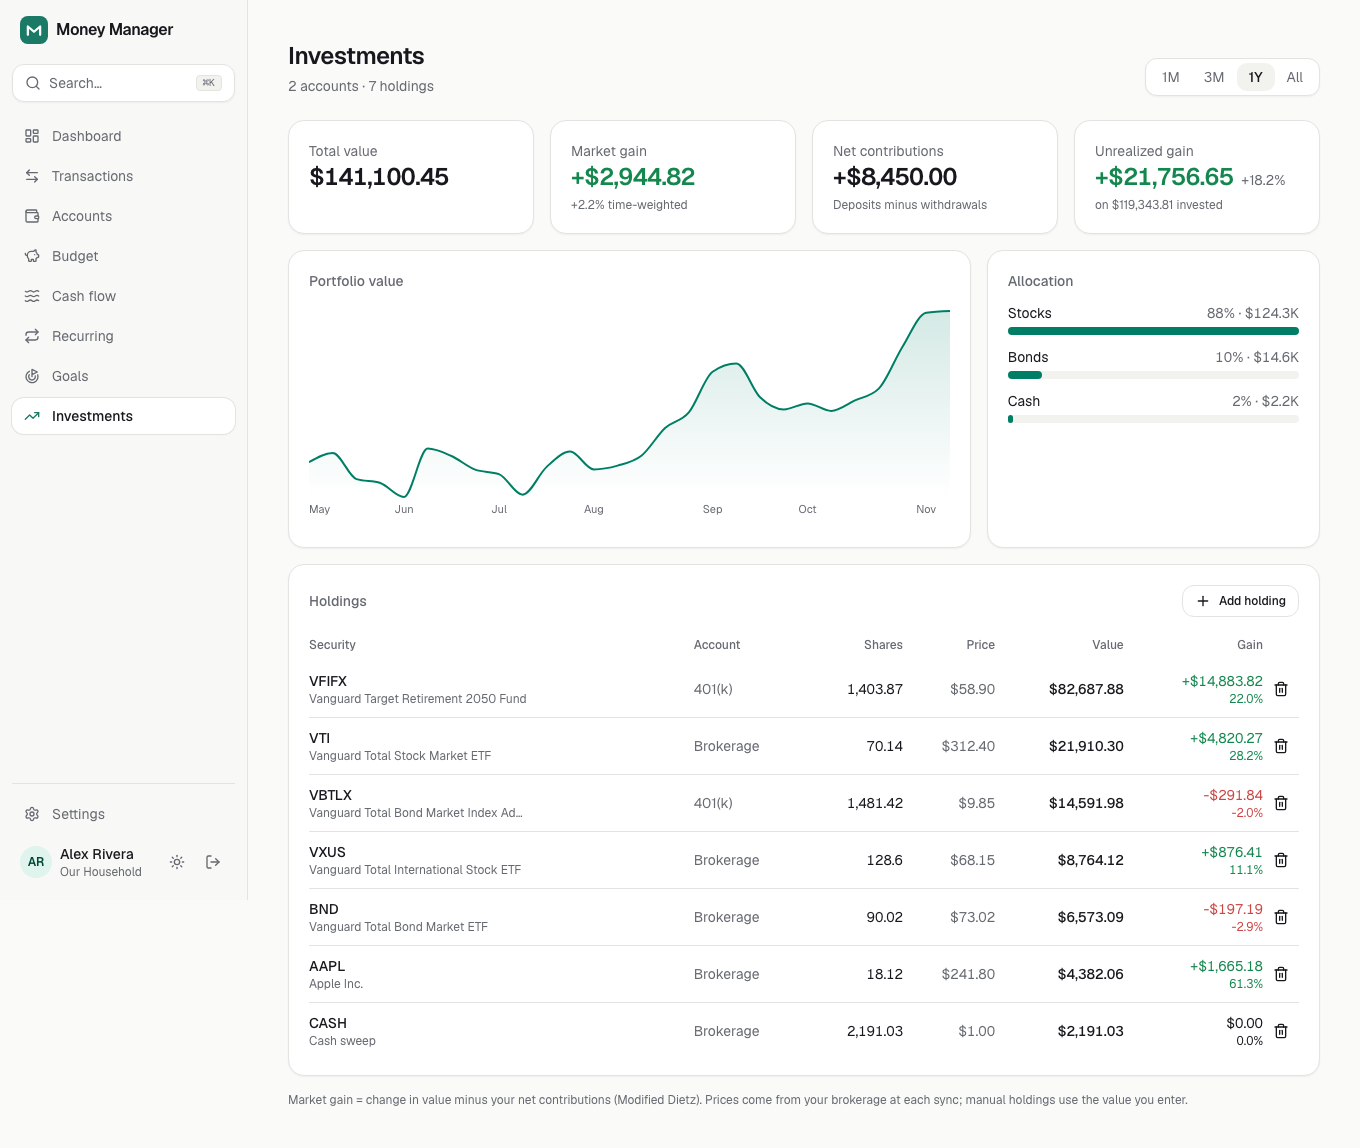 Money Manager
Search...
⌘K
Dashboard
Transactions
Accounts
Budget
Cash flow
Recurring
Goals
Investments
Settings
AR
Alex Rivera
Our Household
Investments
2 accounts · 7 holdings
1M 3M 1Y All
Total value
$141,100.45
Market gain
+$2,944.82
+2.2% time-weighted
Net contributions
+$8,450.00
Deposits minus withdrawals
Unrealized gain
+$21,756.65 +18.2%
on $119,343.81 invested
Portfolio value
May Jun Jul Aug Sep Oct Nov
Allocation
Stocks 88% · $124.3K
Bonds 10% · $14.6K
Cash 2% · $2.2K
Holdings
Add holding
Security Account Shares Price Value Gain
VFIFX
Vanguard Target Retirement 2050 Fund
401(k) 1,403.87 $58.90 $82,687.88
+$14,883.82
22.0%
VTI
Vanguard Total Stock Market ETF
Brokerage 70.14 $312.40 $21,910.30
+$4,820.27
28.2%
VBTLX
Vanguard Total Bond Market Index Ad...
401(k) 1,481.42 $9.85 $14,591.98
-$291.84
-2.0%
VXUS
Vanguard Total International Stock ETF
Brokerage 128.6 $68.15 $8,764.12
+$876.41
11.1%
BND
Vanguard Total Bond Market ETF
Brokerage 90.02 $73.02 $6,573.09
-$197.19
-2.9%
AAPL
Apple Inc.
Brokerage 18.12 $241.80 $4,382.06
+$1,665.18
61.3%
CASH
Cash sweep
Brokerage 2,191.03 $1.00 $2,191.03
$0.00
0.0%
Market gain = change in value minus your net contributions (Modified Dietz). Prices come from your brokerage at each sync; manual holdings use the value you enter.